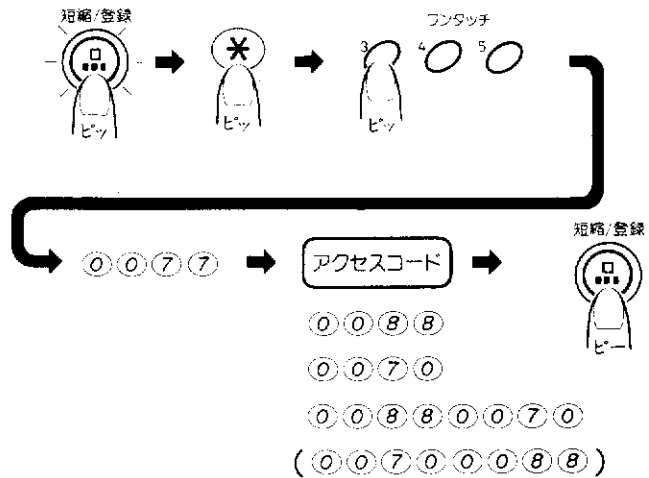 短縮/登録
ワンタッチ
3 4 5
ピッ ピッ ピッ
短縮/登録
0077 アクセスコード
ピー
0088
0070
00880070
(00700088)